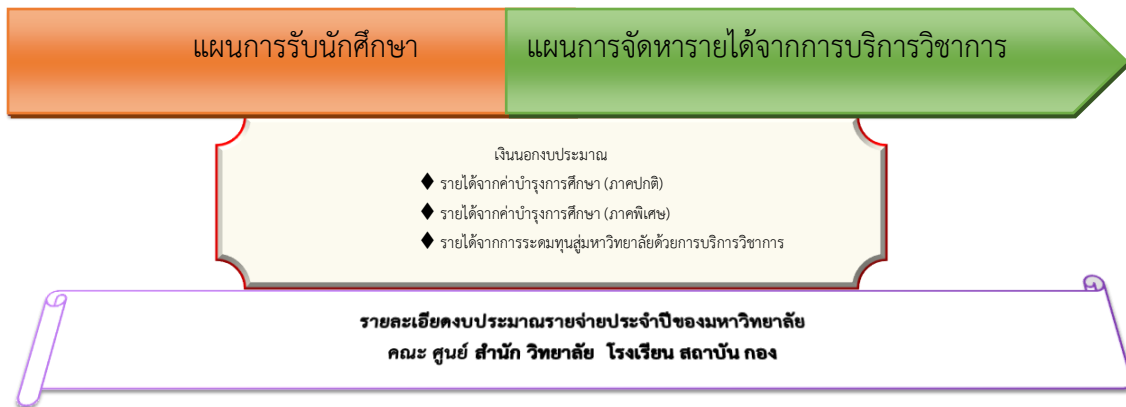 แผนการรับนักศึกษา
แผนการจัดหารายได้จากการบริการวิชาการ
เงินนอกงบประมาณ
♦ รายได้จากค่าบำรุงการศึกษา (ภาคปกติ)
♦ รายได้จากค่าบำรุงการศึกษา (ภาคพิเศษ)
♦ รายได้จากการระดมทุนสู่มหาวิทยาลัยด้วยการบริการวิชาการ
รายละเอียดงบประมาณรายจ่ายประจำปีของมหาวิทยาลัย
คณะ ศูนย์ สำนัก วิทยาลัย โรงเรียน สถาบัน กอง